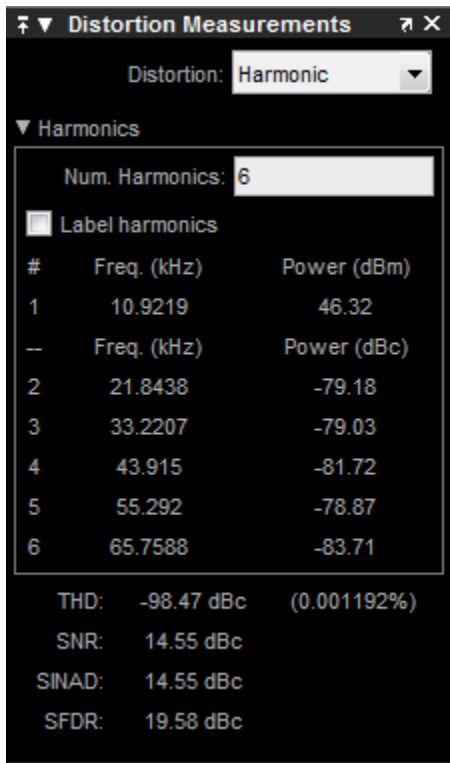 Distortion Measurements
Distortion: Harmonic
Harmonics
Num. Harmonics: 6
Label harmonics
# Freq. (kHz) Power (dBm)
1 10.9219 46.32
-- Freq. (kHz) Power (dBc)
2 21.8438 -79.18
3 33.2207 -79.03
4 43.915 -81.72
5 55.292 -78.87
6 65.7588 -83.71
THD: -98.47 dBc (0.001192%)
SNR: 14.55 dBc
SINAD: 14.55 dBc
SFDR: 19.58 dBc